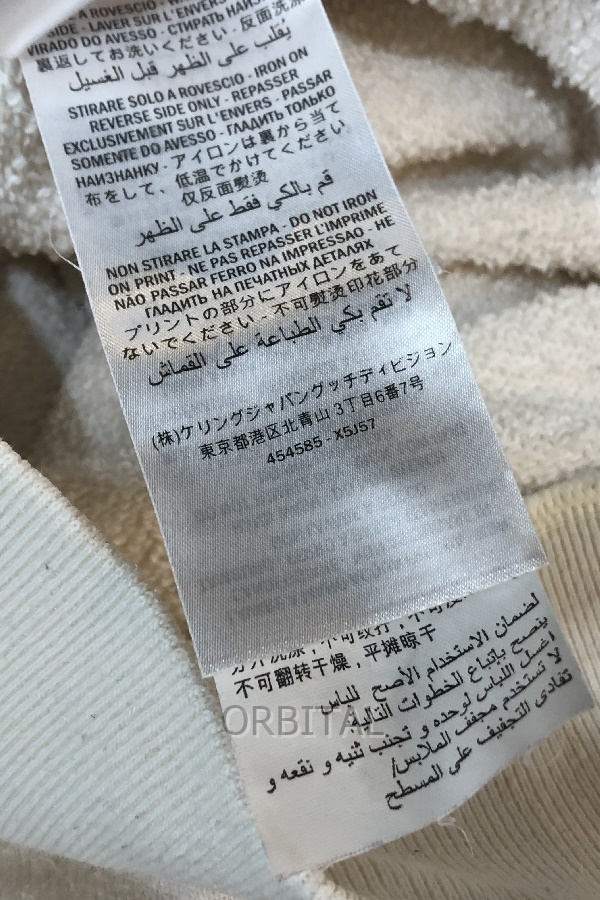 A ROVESCIO -
SIDE - LAVER SUR L'ENVERS -
VIRADO DO AVESSO - СТИРАТЬ НАИЗ
裏返してお洗いください - 反面洗涤
يُقلب على الظهر قبل الغسيل
STIRARE SOLO A ROVESCIO - IRON ON
REVERSE SIDE ONLY - REPASSER
EXCLUSIVEMENT SUR L'ENVERS - PASSAR
SOMENTE DO AVESSO - ГЛАДИТЬ ТОЛЬКО
НАИЗНАНКУ - アイロンは裏から当て
布をして、低温でかけてください
仅反面熨烫
قم بالكي فقط على الظهر
NON STIRARE LA STAMPA - DO NOT IRON
ON PRINT - NE PAS REPASSER L'IMPRIME
NÃO PASSAR FERRO NA IMPRESSAO - НЕ
ГЛАДИТЬ НА ПЕЧАТНЫХ ДЕТАЛЯХ
プリントの部分にアイロンをあて
ないでください - 不可熨烫印花部分
لا تقم بكي الطباعة على القماش
(株)ケリングジャパングッチディビジョン
東京都港区北青山 3丁目6番7号
454585 - X5J57
不可翻转干燥, 平摊晾干
لضمان الاستخدام الأصح للباس
ينصح بإتباع الخطوات التالية:
اغسل اللباس لوحده و تجنب ثنيه و نقعه و
لا تستخدم مجفف الملابس/
تفادى التجفيف على المسطح
ORBITAL